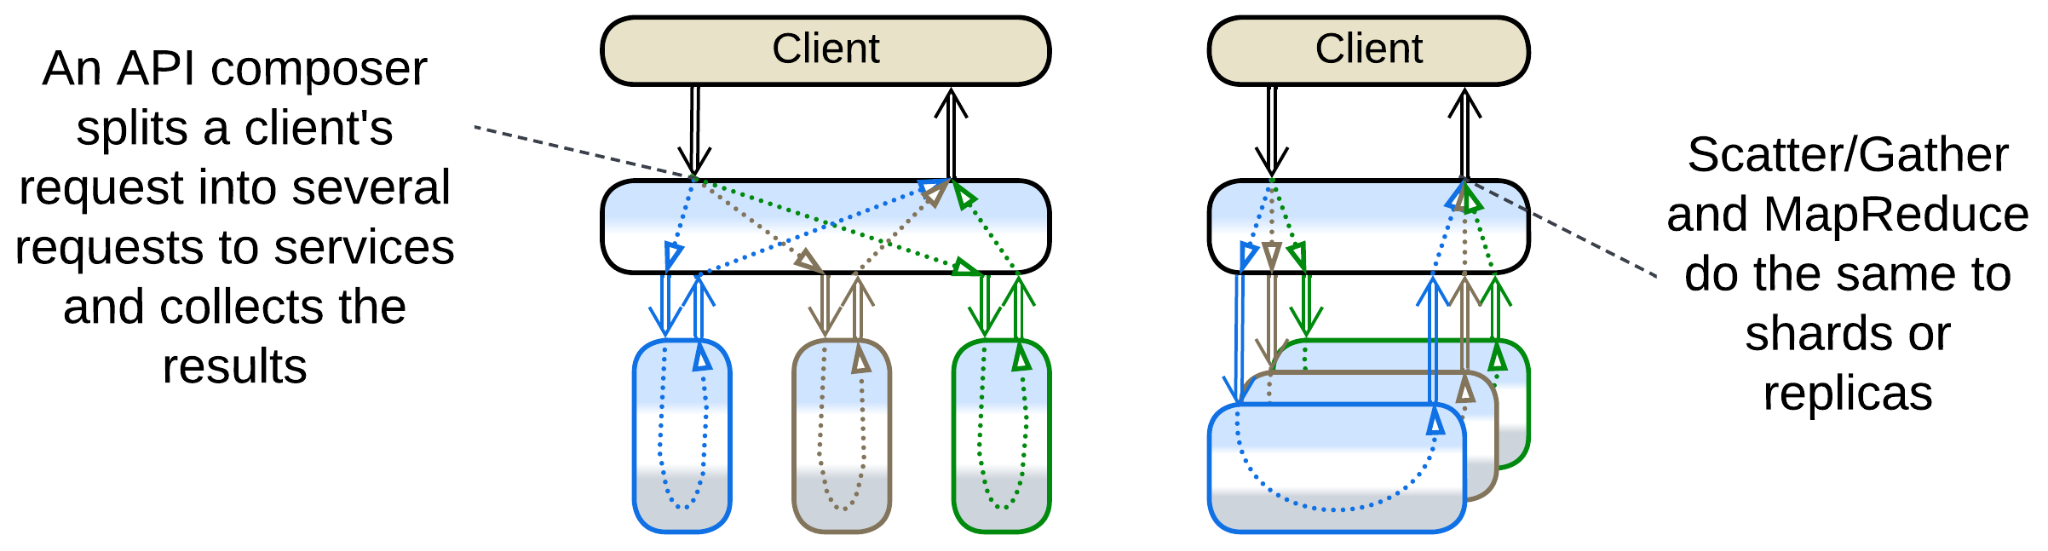 An API composer
splits a client's
request into several
requests to services
and collects the
results
Client
Client
Scatter/Gather
and MapReduce
do the same to
shards or
replicas